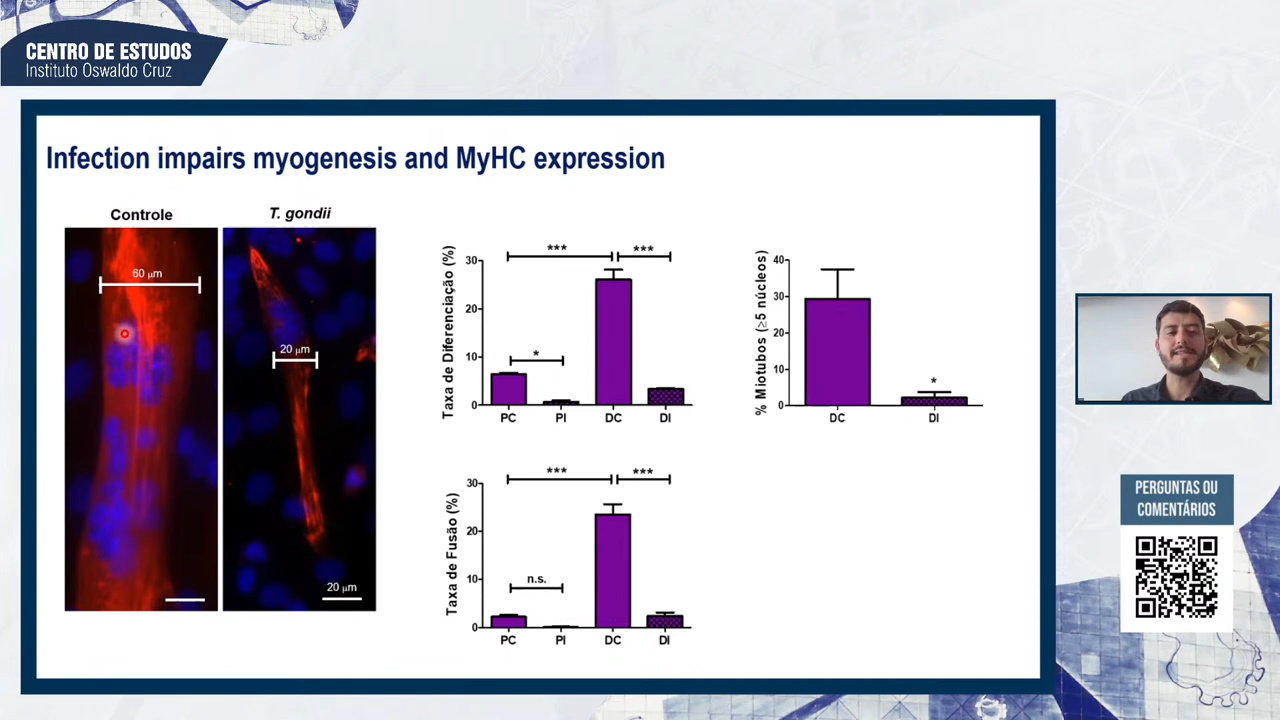 CENTRO DE ESTUDOS
Instituto Oswaldo Cruz
Infection impairs myogenesis and MyHC expression
Controle
T. gondii
60 μm
20 μm
20 μm
Taxa de Diferenciação (%)
30
20
10
0
***
***
*
PC
PI
DC
DI
% Miotubos (≥5 núcleos)
40
30
20
10
0
*
DC
DI
Taxa de Fusão (%)
30
20
10
0
***
***
n.s.
PC
PI
DC
DI
PERGUNTAS OU
COMENTÁRIOS